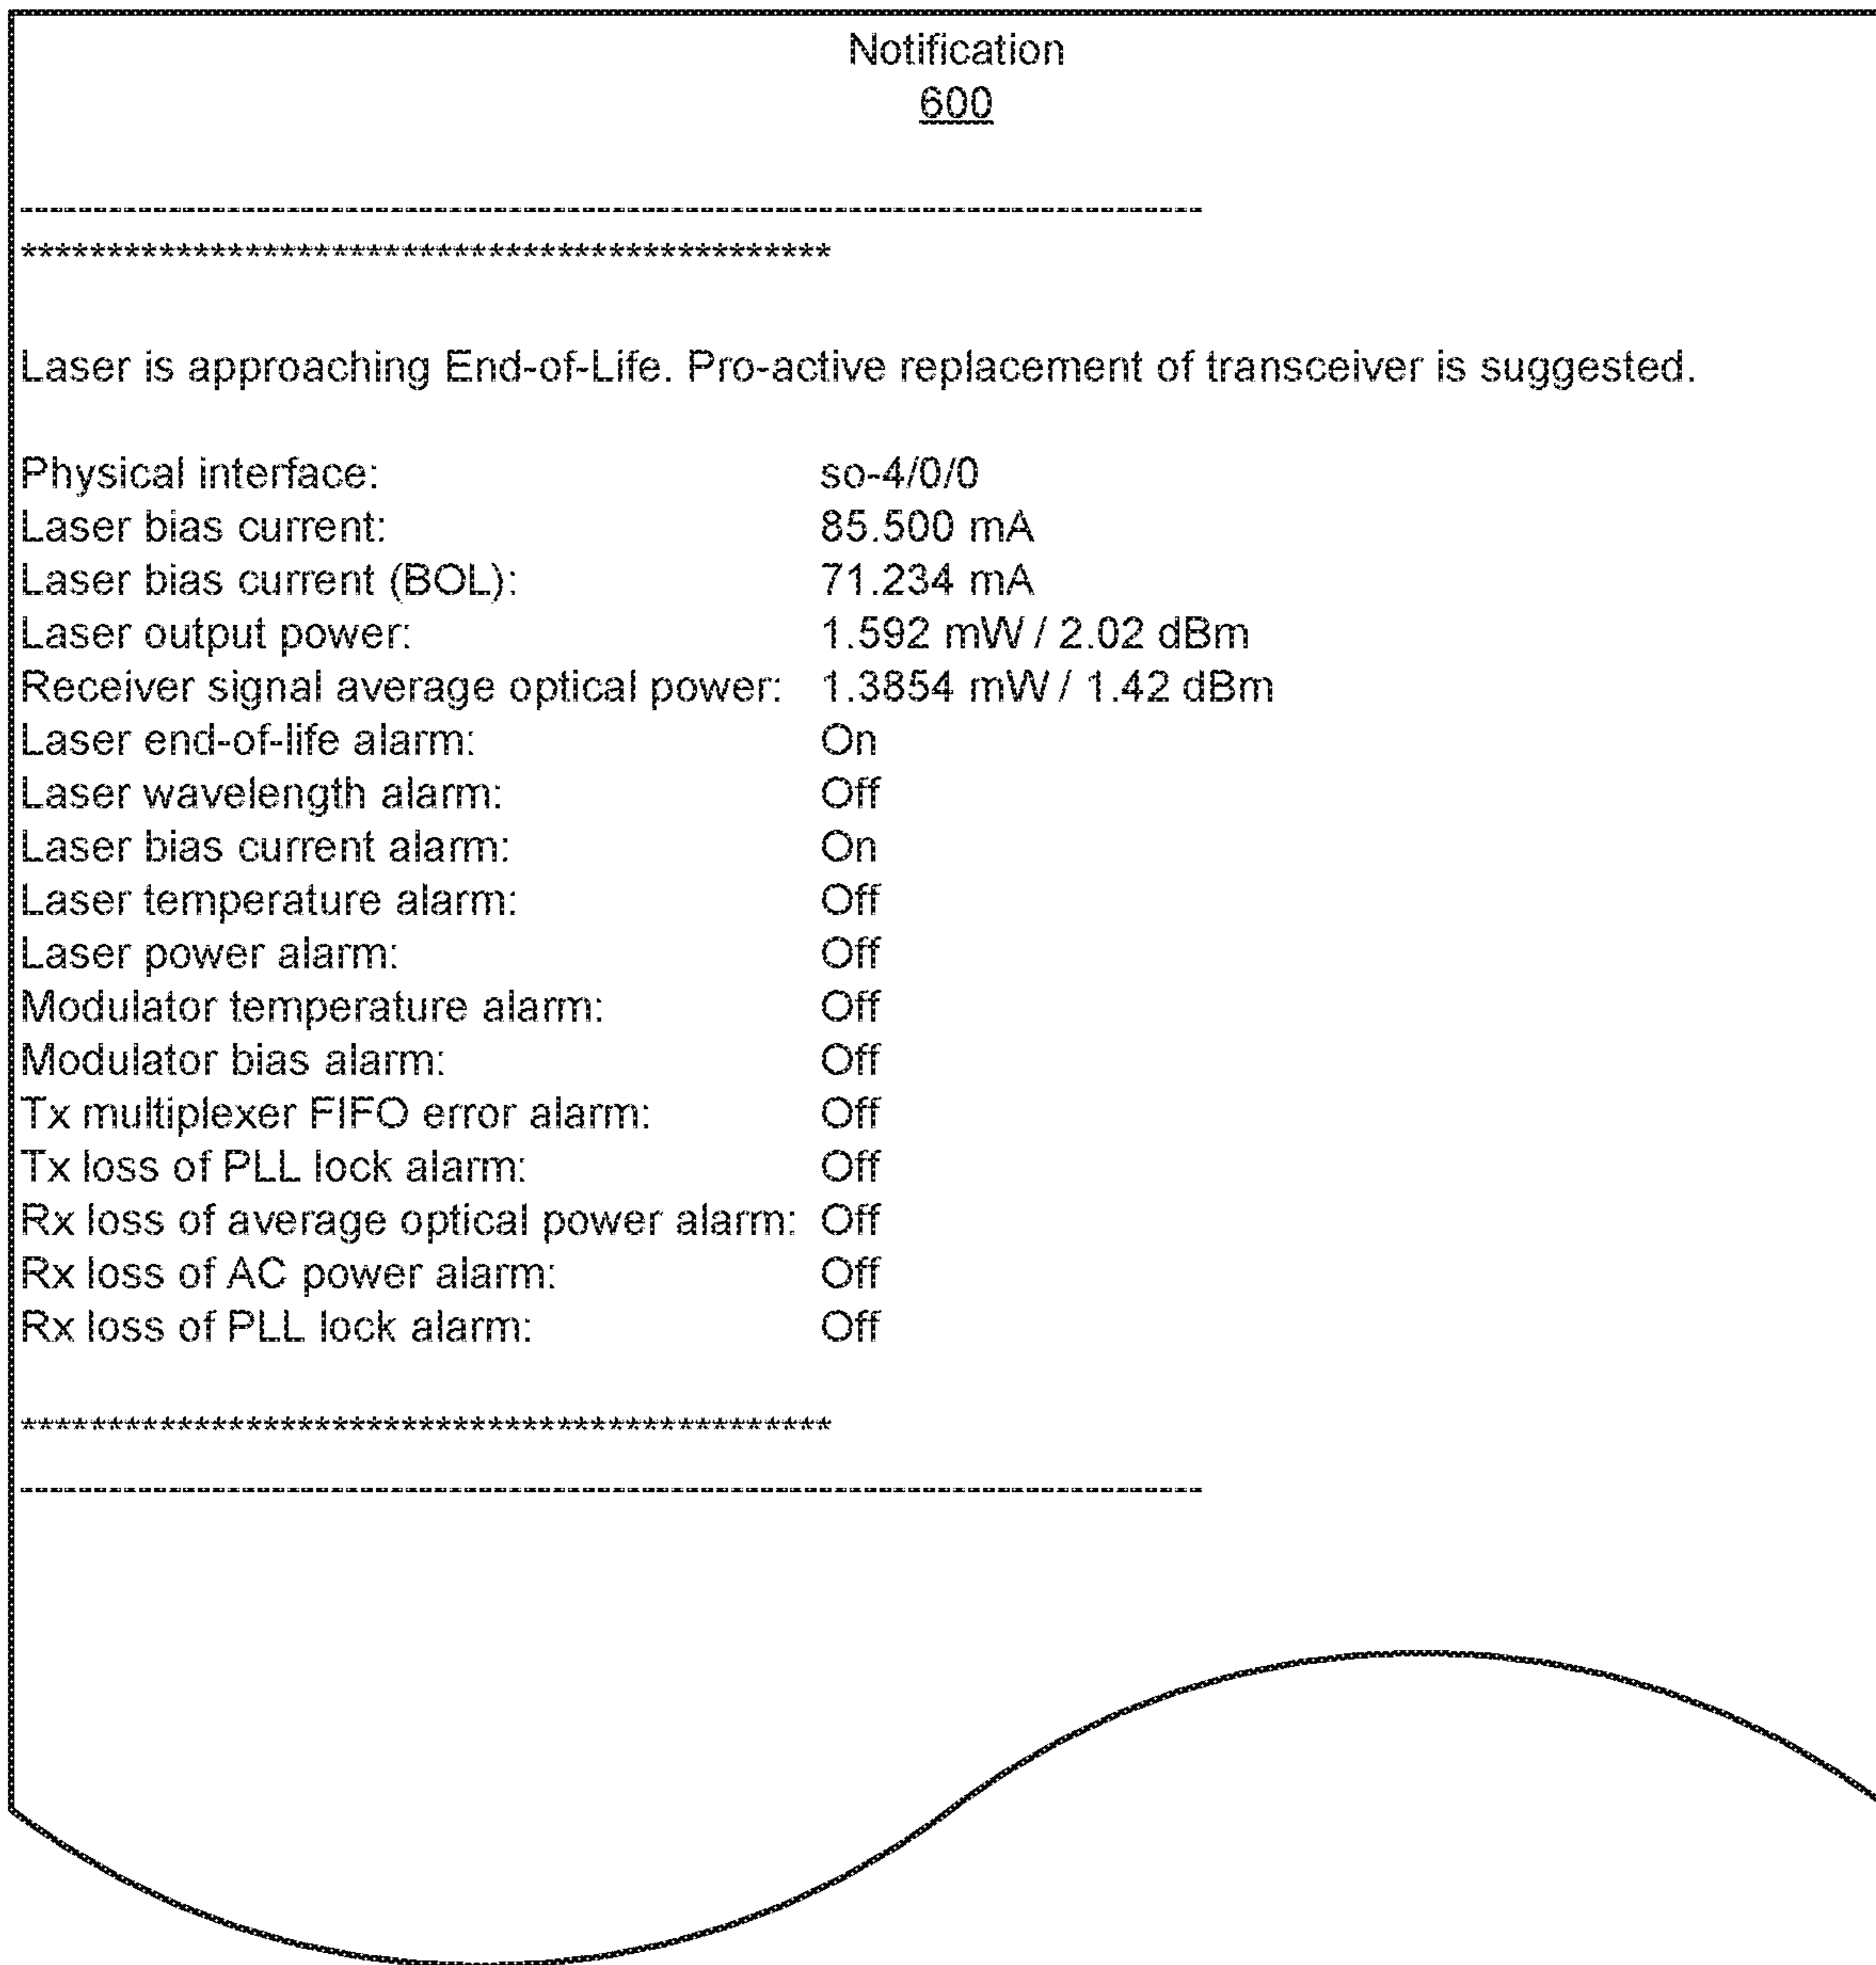 Notification
600
--------------------------------------------------------------------------------
***********************************************
Laser is approaching End-of-Life. Pro-active replacement of transceiver is suggested.
Physical interface: so-4/0/0
Laser bias current: 85.500 mA
Laser bias current (BOL): 71.234 mA
Laser output power: 1.592 mW / 2.02 dBm
Receiver signal average optical power: 1.3854 mW / 1.42 dBm
Laser end-of-life alarm: On
Laser wavelength alarm: Off
Laser bias current alarm: On
Laser temperature alarm: Off
Laser power alarm: Off
Modulator temperature alarm: Off
Modulator bias alarm: Off
Tx multiplexer FIFO error alarm: Off
Tx loss of PLL lock alarm: Off
Rx loss of average optical power alarm: Off
Rx loss of AC power alarm: Off
Rx loss of PLL lock alarm: Off
***********************************************
--------------------------------------------------------------------------------